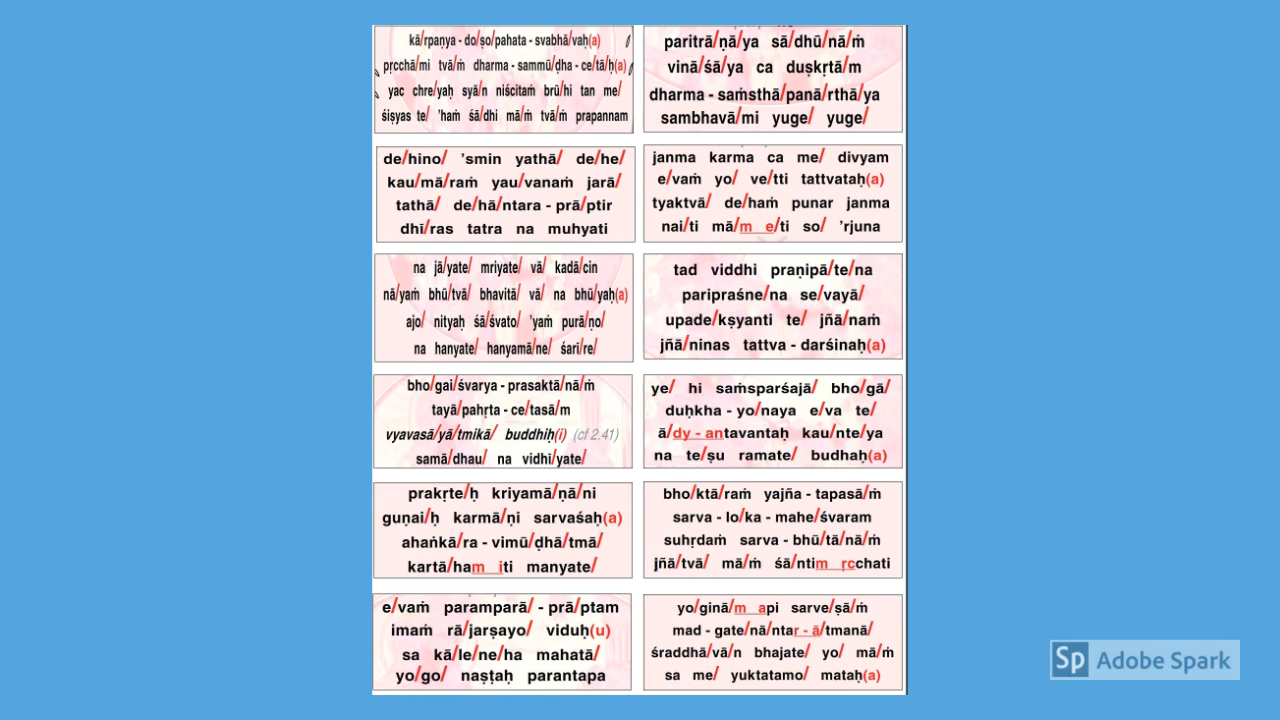 kā/rpaṇya - do/ṣo/pahata - svabhā/vaḥ(a)
pṛcchā/mi tvā/ṁ dharma - sammū/ḍha - ce/tā/ḥ(a)
yac chre/yaḥ syā/n niścitaṁ brū/hi tan me/
śiṣyas te/ 'haṁ śā/dhi mā/ṁ tvā/ṁ prapannam
de/hino/ 'smin yathā/ de/he/
kau/mā/raṁ yau/vanaṁ jarā/
tathā/ de/hā/ntara - prā/ptir
dhī/ras tatra na muhyati
na jā/yate/ mriyate/ vā/ kadā/cin
nā/yaṁ bhū/tvā/ bhavitā/ vā/ na bhū/yaḥ(a)
ajo/ nityaḥ śā/śvato/ 'yaṁ purā/ṇo/
na hanyate/ hanyamā/ne/ śari/re/
bho/gai/śvarya - prasaktā/nā/ṁ
tayā/pahṛta - ce/tasā/m
vyavasā/yā/tmikā/ buddhiḥ(i) (cf 2.41)
samā/dhau/ na vidhi/yate/
prakṛte/ḥ kriyamā/ṇā/ni
guṇai/ḥ karmā/ṇi sarvaśaḥ(a)
ahaṅkā/ra - vimū/ḍhā/tmā/
kartā/ham iti manyate/
e/vaṁ paramparā/ - prā/ptam
imaṁ rā/jarṣayo/ viduḥ(u)
sa kā/le/ne/ha mahatā/
yo/go/ naṣṭaḥ parantapa
paritrā/ṇā/ya sā/dhū/nā/ṁ
vinā/śā/ya ca duṣkṛtā/m
dharma - saṁsthā/panā/rthā/ya
sambhavā/mi yuge/ yuge/
janma karma ca me/ divyam
e/vaṁ yo/ ve/tti tattvataḥ(a)
tyaktvā/ de/haṁ punar janma
nai/ti mā/m e/ti so/ 'rjuna
tad viddhi praṇipā/te/na
paripraśne/na se/vayā/
upade/kṣyanti te/ jñā/naṁ
jñā/ninas tattva - darśinaḥ(a)
ye/ hi saṁsparśajā/ bho/gā/
duḥkha - yo/naya e/va te/
ā/dy - antavantaḥ kau/nte/ya
na te/ṣu ramate/ budhaḥ(a)
bho/ktā/raṁ yajña - tapasā/ṁ
sarva - lo/ka - mahe/śvaram
suhṛdaṁ sarva - bhū/tā/nā/ṁ
jñā/tvā/ mā/ṁ śā/ntim ṛcchati
yo/ginā/m api sarve/ṣā/ṁ
mad - gate/nā/ntar - ā/tmanā/
śraddhā/vā/n bhajate/ yo/ mā/ṁ
sa me/ yuktatamo/ mataḥ(a)
Sp Adobe Spark